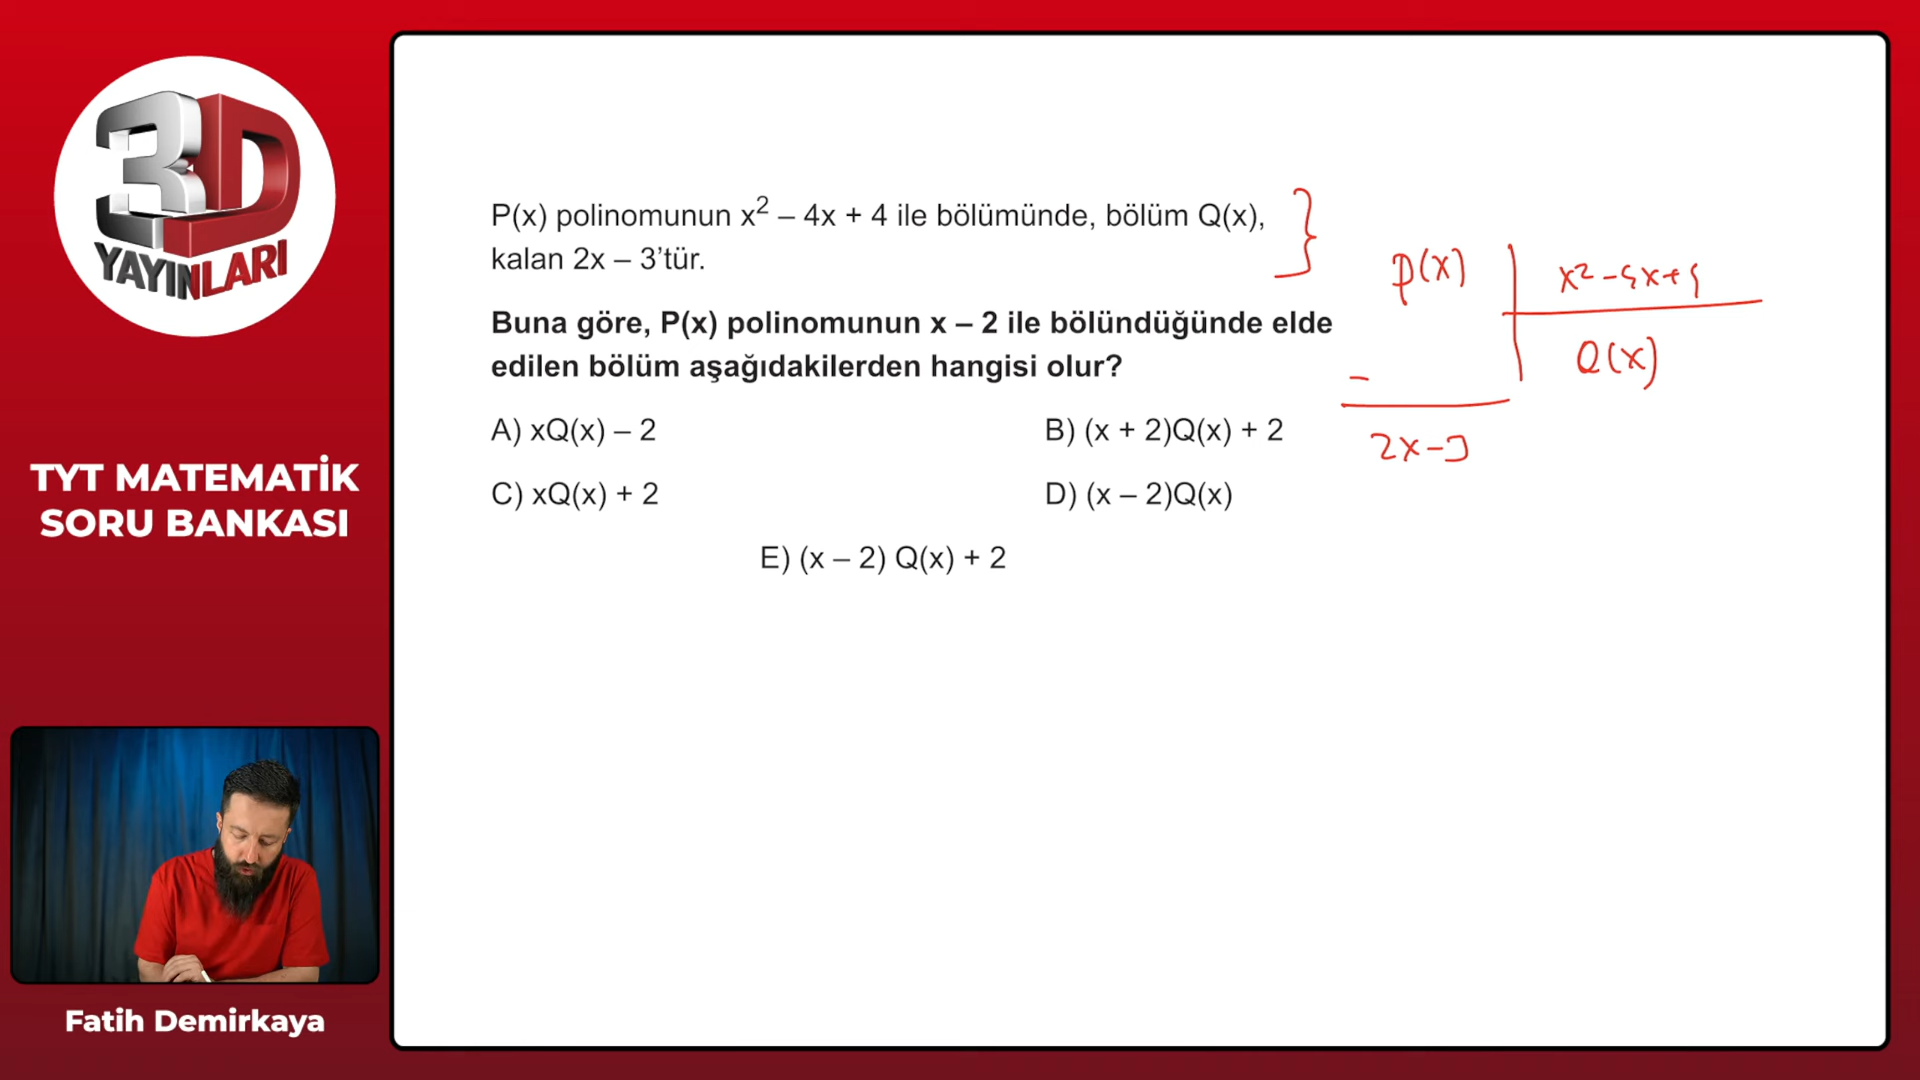 3D
YAYINLARI
TYT MATEMATİK
SORU BANKASI
Fatih Demirkaya
P(x) polinomunun x² – 4x + 4 ile bölümünde, bölüm Q(x),
kalan 2x – 3’tür.
Buna göre, P(x) polinomunun x – 2 ile bölündüğünde elde
edilen bölüm aşağıdakilerden hangisi olur?
A) xQ(x) – 2
B) (x + 2)Q(x) + 2
C) xQ(x) + 2
D) (x – 2)Q(x)
E) (x – 2) Q(x) + 2
P(x)
x² – 4x + 4
Q(x)
–
2x – 3